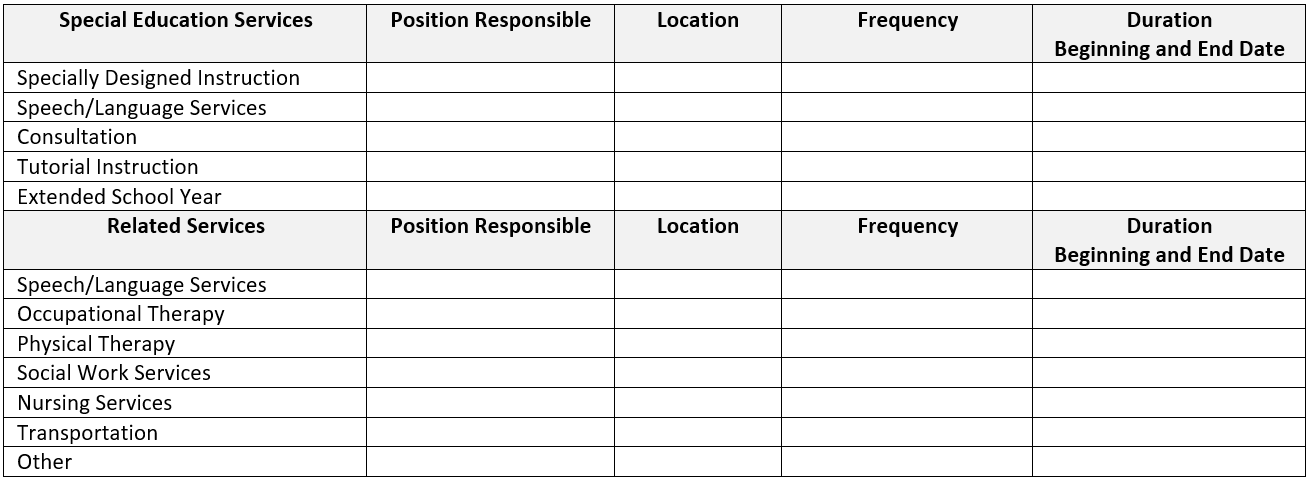 Special Education Services Position Responsible Location Frequency Duration
Beginning and End Date
Specially Designed Instruction
Speech/Language Services
Consultation
Tutorial Instruction
Extended School Year
Related Services Position Responsible Location Frequency Duration
Beginning and End Date
Speech/Language Services
Occupational Therapy
Physical Therapy
Social Work Services
Nursing Services
Transportation
Other